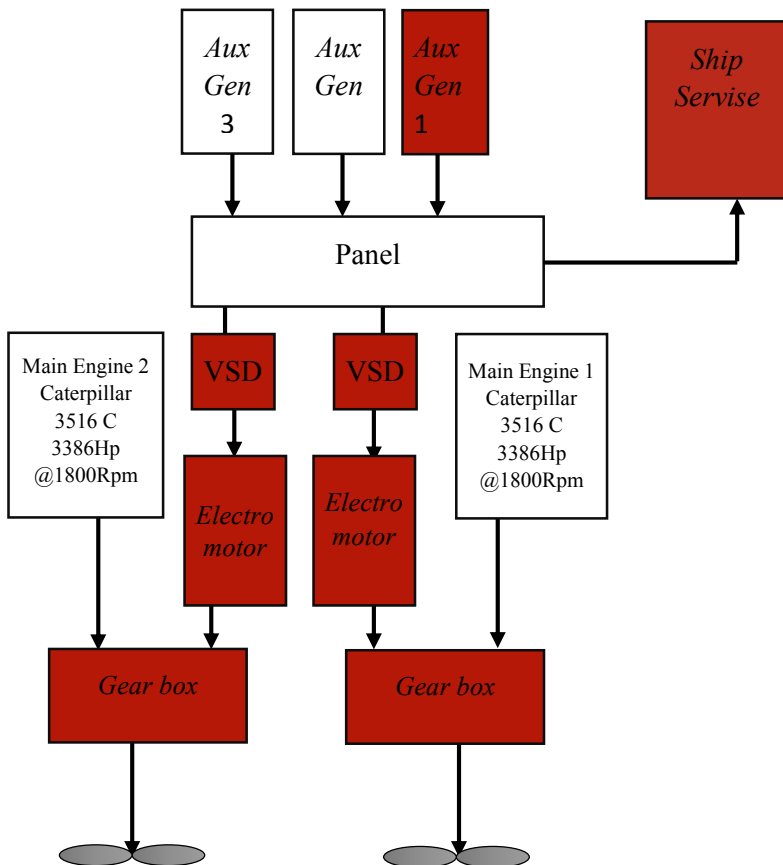 Aux
Gen
3
Aux
Gen
Aux
Gen
1
Ship
Servise
Panel
Main Engine 2
Caterpillar
3516 C
3386Hp
@1800Rpm
VSD
VSD
Main Engine 1
Caterpillar
3516 C
3386Hp
@1800Rpm
Electro
motor
Electro
motor
Gear box
Gear box